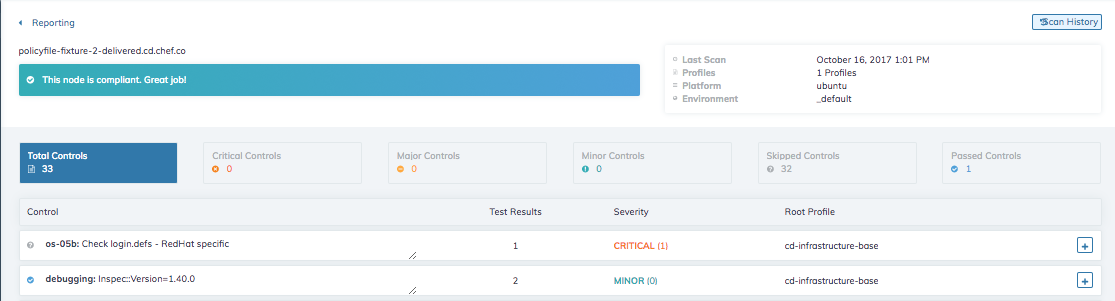 Reporting
Scan History
policyfile-fixture-2-delivered.cd.chef.co
This node is compliant. Great job!
Last Scan October 16, 2017 1:01 PM
Profiles 1 Profiles
Platform ubuntu
Environment _default
Total Controls
33
Critical Controls
0
Major Controls
0
Minor Controls
0
Skipped Controls
32
Passed Controls
1
Control Test Results Severity Root Profile
os-05b: Check login.defs - RedHat specific 1 CRITICAL (1) cd-infrastructure-base
debugging: Inspec::Version=1.40.0 2 MINOR (0) cd-infrastructure-base